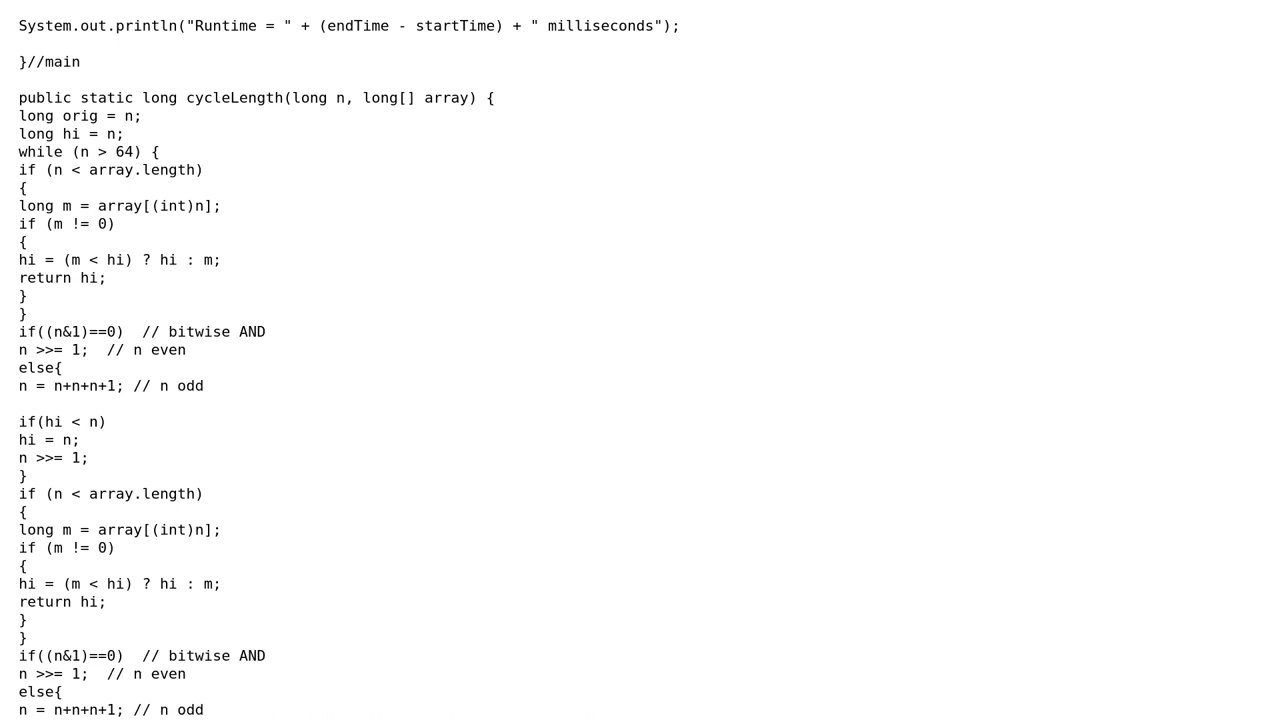 System.out.println("Runtime = " + (endTime - startTime) + " milliseconds");
}//main
public static long cycleLength(long n, long[] array) {
long orig = n;
long hi = n;
while (n > 64) {
if (n < array.length)
{
long m = array[(int)n];
if (m != 0)
{
hi = (m < hi) ? hi : m;
return hi;
}
}
if((n&1)==0)  // bitwise AND
n >>= 1;  // n even
else{
n = n+n+n+1; // n odd
if(hi < n)
hi = n;
n >>= 1;
}
if (n < array.length)
{
long m = array[(int)n];
if (m != 0)
{
hi = (m < hi) ? hi : m;
return hi;
}
}
if((n&1)==0)  // bitwise AND
n >>= 1;  // n even
else{
n = n+n+n+1; // n odd